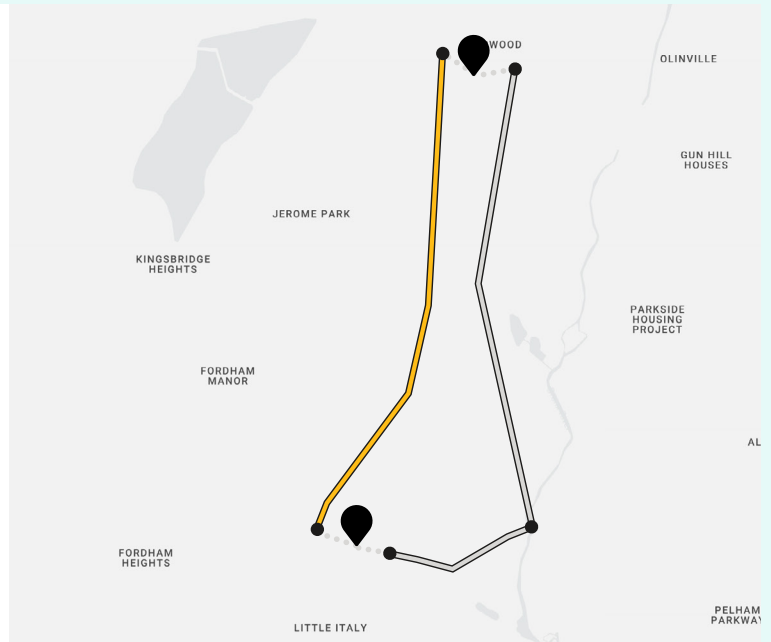 WOOD
OLINVILLE
GUN HILL
HOUSES
JEROME PARK
KINGSBRIDGE
HEIGHTS
PARKSIDE
HOUSING
PROJECT
FORDHAM
MANOR
AL
FORDHAM
HEIGHTS
PELHAM
PARKWAY
LITTLE ITALY